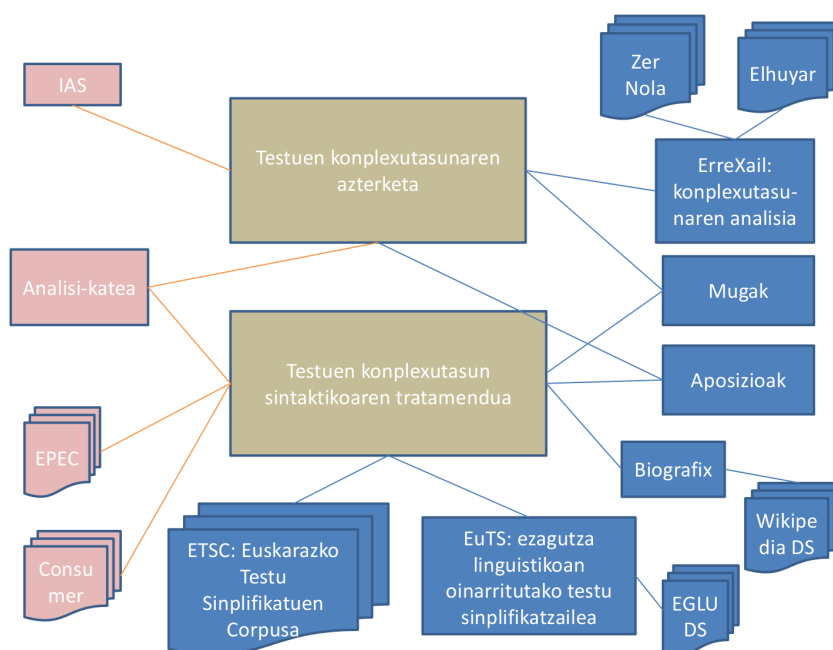 IAS
Zer
Nola
Elhuyar
Testuen konplexutasunaren
azterketa
ErreXail:
konplexutasu-
naren analisia
Analisi-katea
Mugak
Testuen konplexutasun
sintaktikoaren tratamendua
Aposizioak
EPEC
Biografix
Wikipe
dia DS
Consu
mer
ETSC: Euskarazko
Testu
Sinplifikatuen
Corpusa
EuTS: ezagutza
linguistikoan
oinarritutako testu
sinplifikatzailea
EGLU
DS